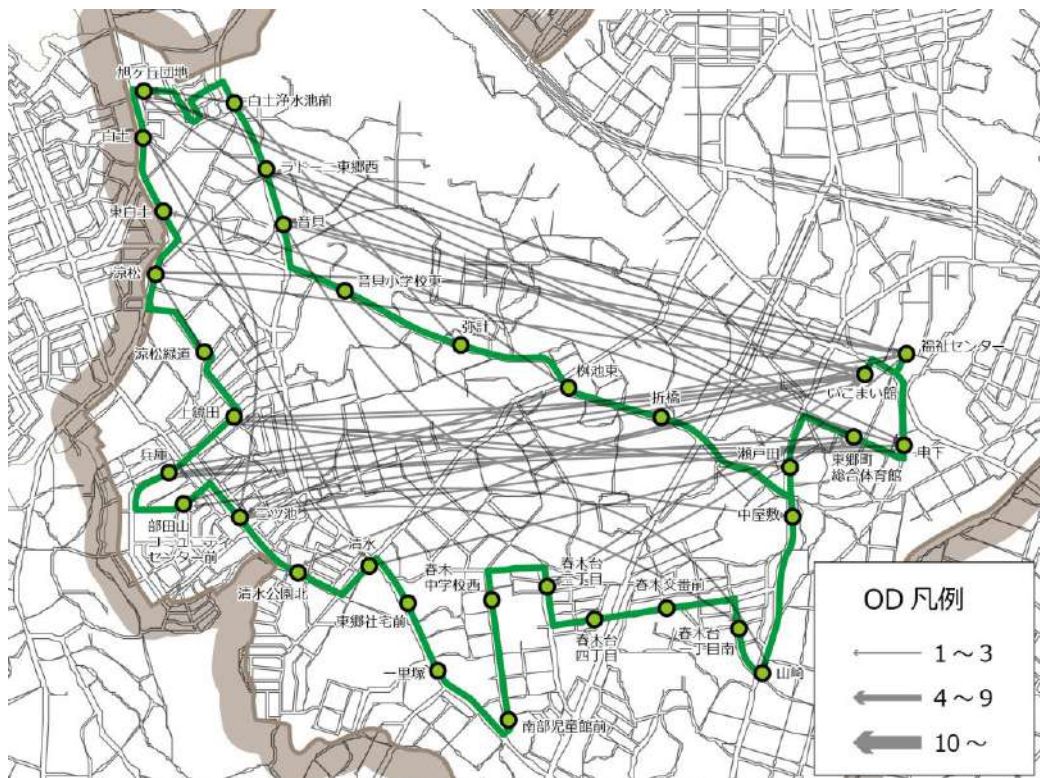 旭ヶ丘団地
白土浄水池前
白土
ラドーニ東郷西
東白土
音貝
涼松
音貝小学校東
弥計
涼松緑道
福祉センター
桝池東
いこまい館
上鏡田
折橋
兵庫
瀬戸田
東郷町
総合体育館
申下
部田山
コミュニティ
センター前
三ツ池
中屋敷
清水
清水公園北
春木
中学校西
春木台
二丁目
春木交番前
東郷社宅前
春木台
四丁目
春木台
一丁目南
一里塚
山崎
南部児童館前
OD 凡例
1～3
4～9
10～